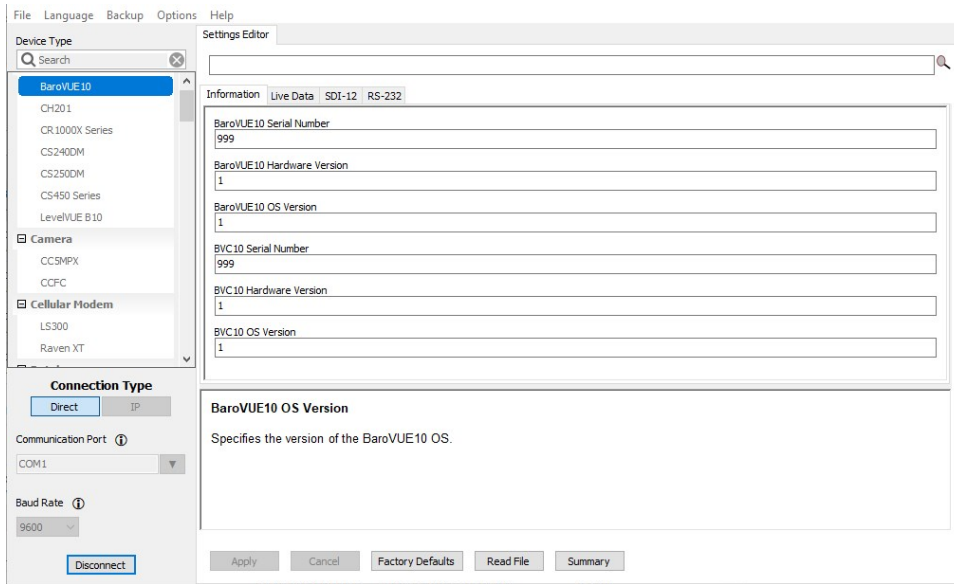 File Language Backup Options Help
Device Type
Search
BaroVUE10
CH201
CR1000X Series
CS240DM
CS250DM
CS450 Series
LevelVUE B10
Camera
CC5MPX
CCFC
Cellular Modem
LS300
Raven XT
Connection Type
Direct IP
Communication Port
COM1
Baud Rate
9600
Disconnect
Settings Editor
Information Live Data SDI-12 RS-232
BaroVUE10 Serial Number
999
BaroVUE10 Hardware Version
1
BaroVUE10 OS Version
1
BVC10 Serial Number
999
BVC10 Hardware Version
1
BVC10 OS Version
1
BaroVUE10 OS Version
Specifies the version of the BaroVUE10 OS.
Apply Cancel Factory Defaults Read File Summary